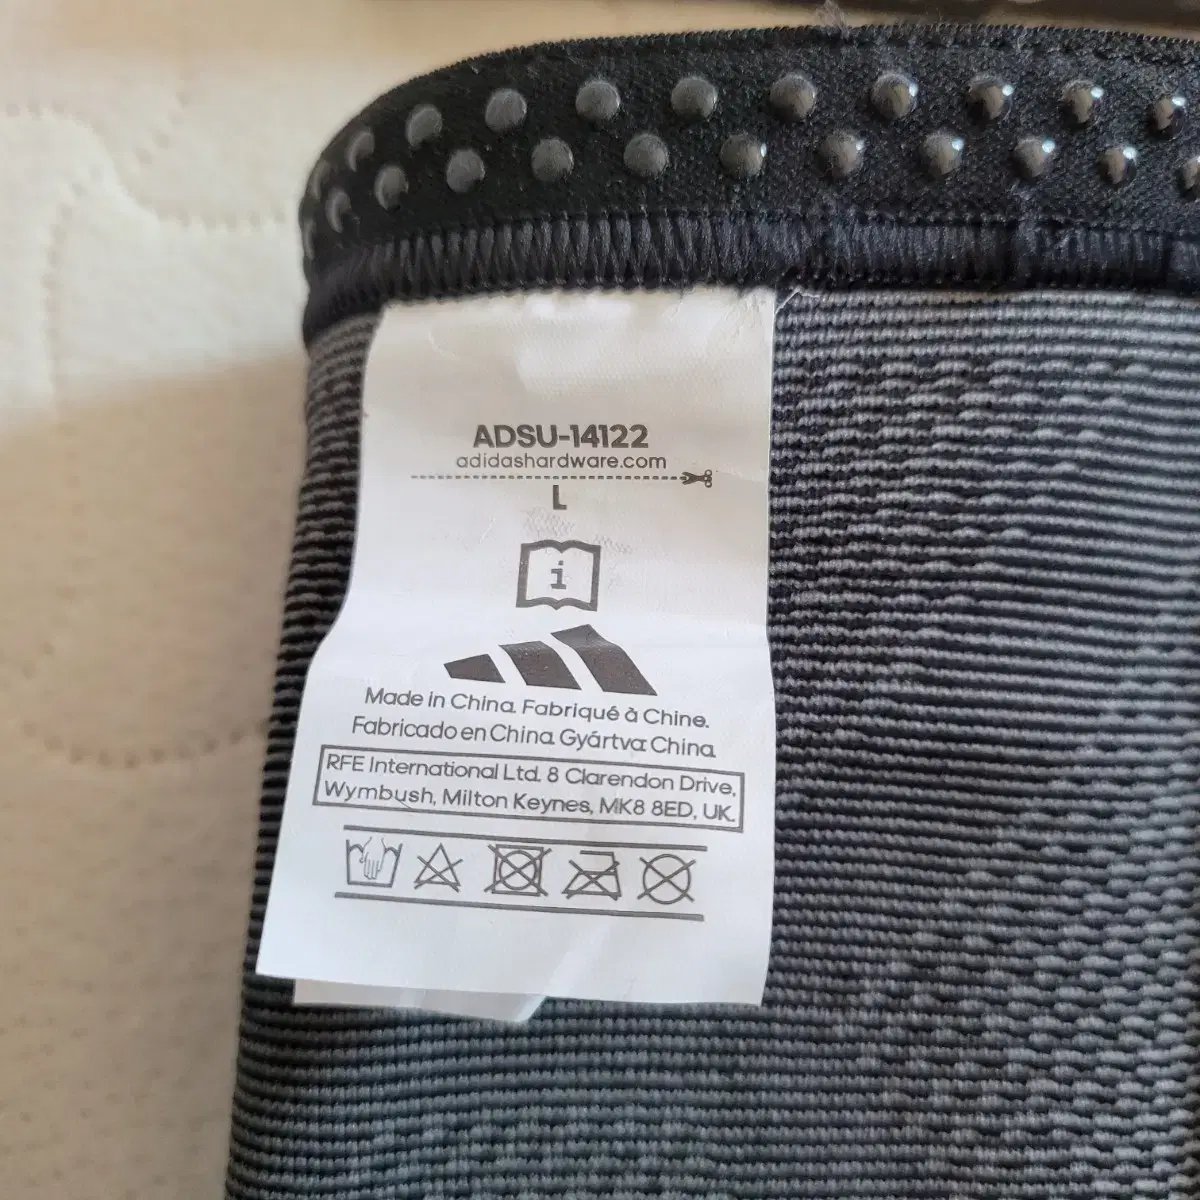 ADSU-14122
adidashardware.com
L
i
Made in China. Fabriqué à Chine.
Fabricado en China. Gyártva: China.
RFE International Ltd. 8 Clarendon Drive,
Wymbush, Milton Keynes, MK8 8ED, UK.